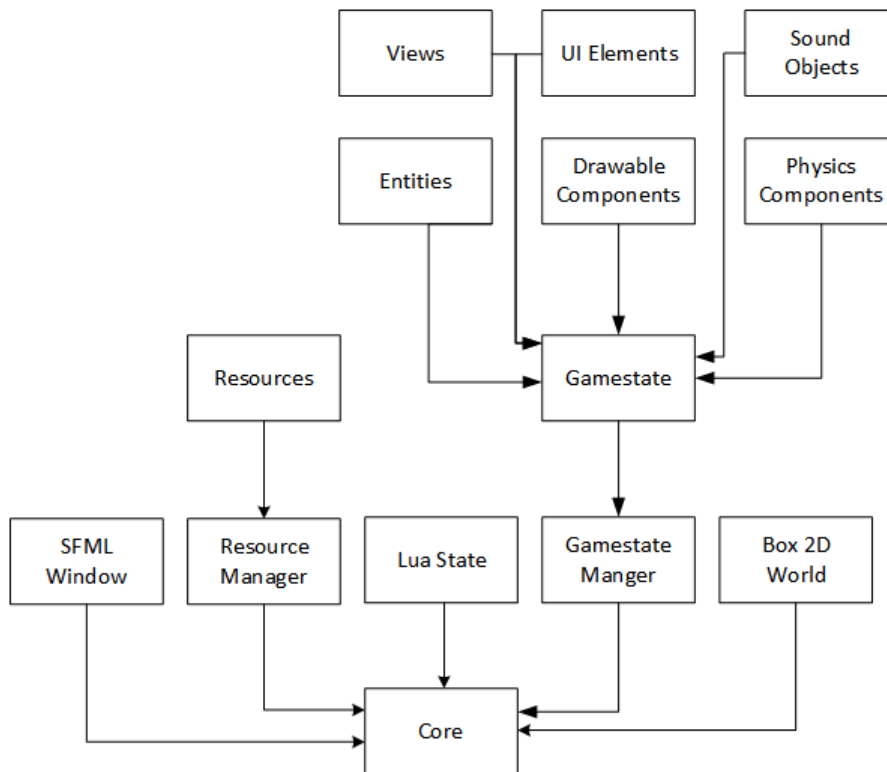 Views
UI Elements
Sound
Objects
Entities
Drawable
Components
Physics
Components
Resources
Gamestate
SFML
Window
Resource
Manager
Lua State
Gamestate
Manger
Box 2D
World
Core